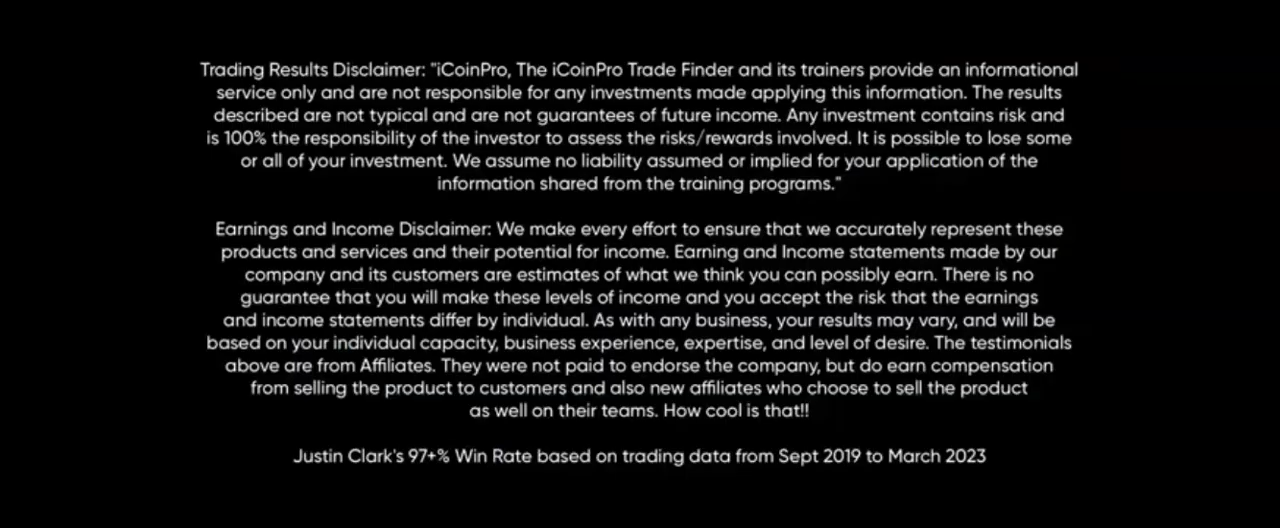 Trading Results Disclaimer: "iCoinPro, The iCoinPro Trade Finder and its trainers provide an informational
service only and are not responsible for any investments made applying this information. The results
described are not typical and are not guarantees of future income. Any investment contains risk and
is 100% the responsibility of the investor to assess the risks/rewards involved. It is possible to lose some
or all of your investment. We assume no liability assumed or implied for your application of the
information shared from the training programs."
Earnings and Income Disclaimer: We make every effort to ensure that we accurately represent these
products and services and their potential for income. Earning and Income statements made by our
company and its customers are estimates of what we think you can possibly earn. There is no
guarantee that you will make these levels of income and you accept the risk that the earnings
and income statements differ by individual. As with any business, your results may vary, and will be
based on your individual capacity, business experience, expertise, and level of desire. The testimonials
above are from Affiliates. They were not paid to endorse the company, but do earn compensation
from selling the product to customers and also new affiliates who choose to sell the product
as well on their teams. How cool is that!!
Justin Clark's 97+% Win Rate based on trading data from Sept 2019 to March 2023